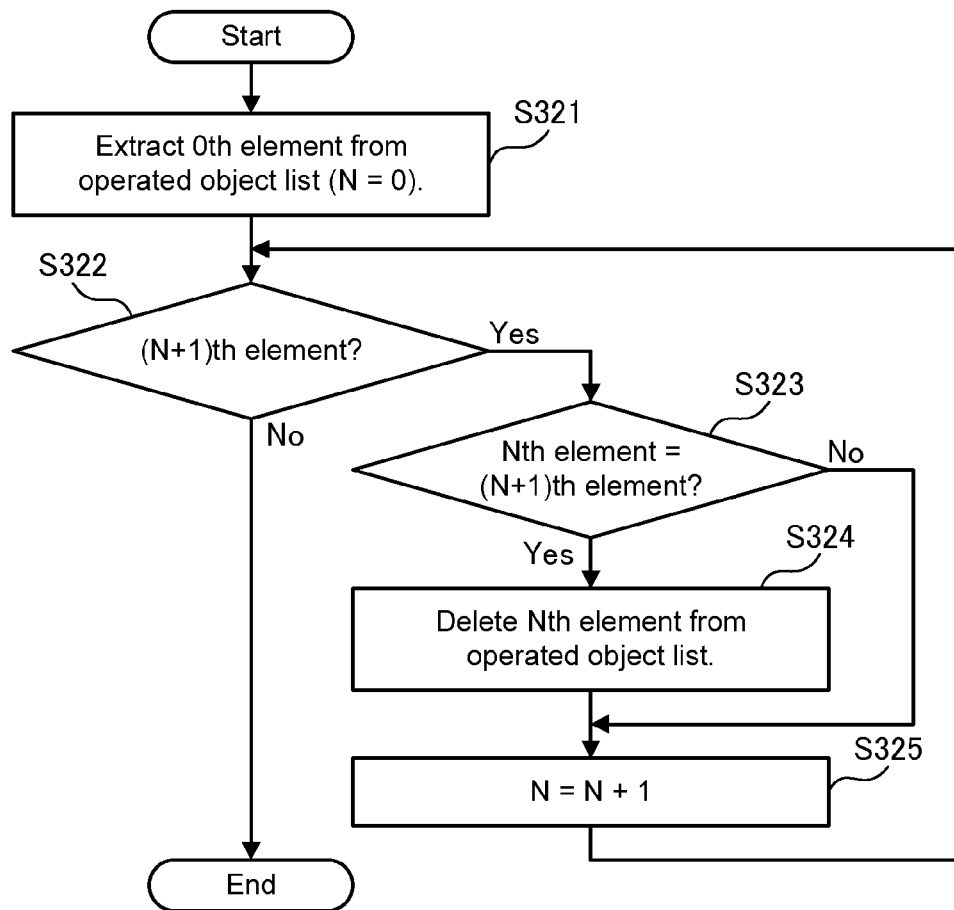 Start
S321
Extract 0th element from
operated object list (N = 0).
S322
(N+1)th element?
Yes
No
S323
Nth element =
(N+1)th element?
No
Yes
S324
Delete Nth element from
operated object list.
S325
N = N + 1
End